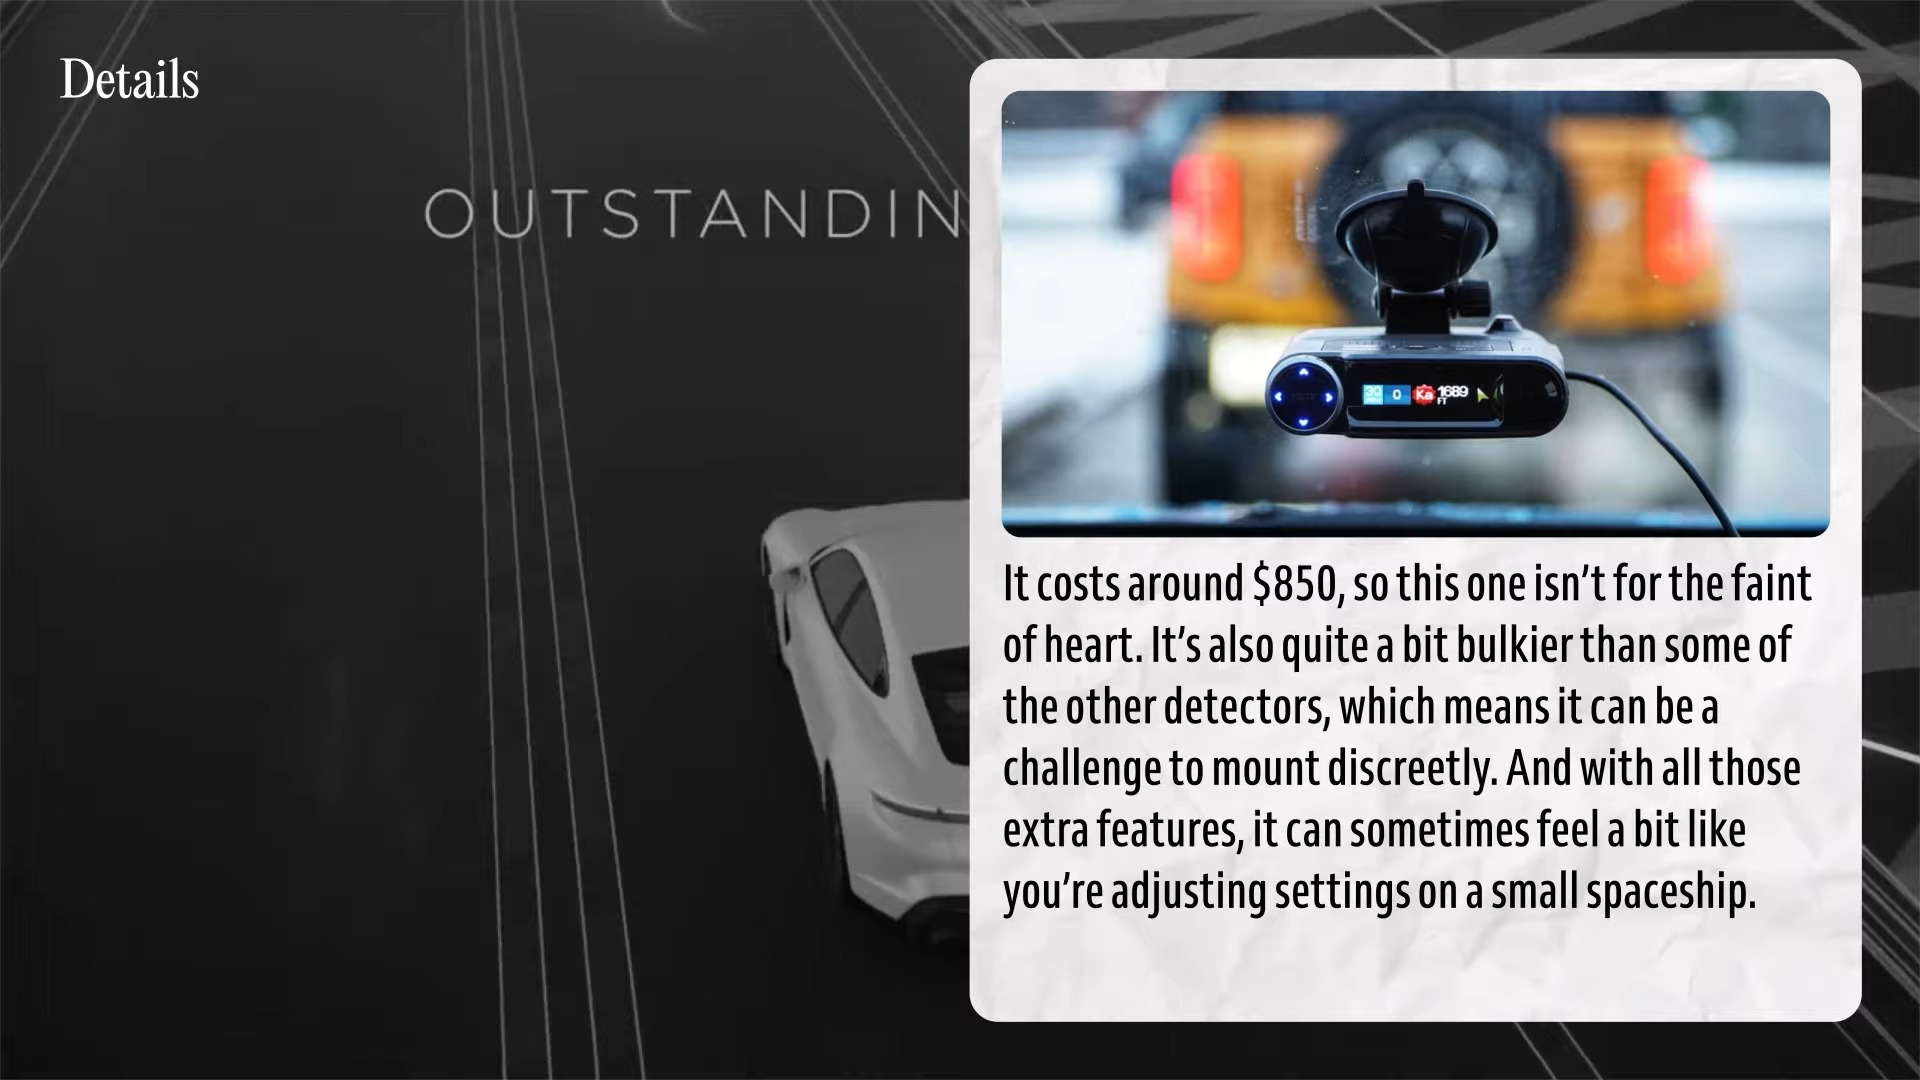 Details
OUTSTANDIN
30
0
Ka
1689
FT
It costs around $850, so this one isn’t for the faint
of heart. It’s also quite a bit bulkier than some of
the other detectors, which means it can be a
challenge to mount discreetly. And with all those
extra features, it can sometimes feel a bit like
you’re adjusting settings on a small spaceship.